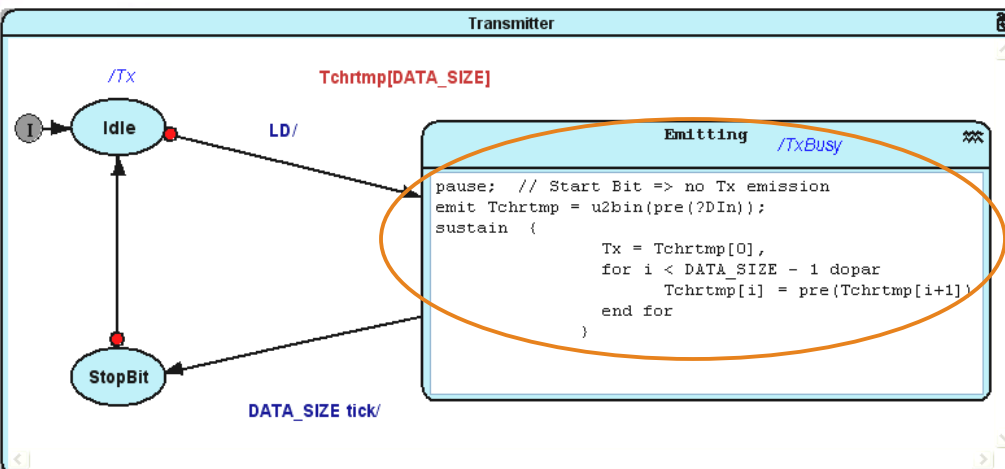 Transmitter
/Tx
Tchrtmp[DATA_SIZE]
I
Idle
LD/
Emitting
/TxBusy
pause;  // Start Bit => no Tx emission
emit Tchrtmp = u2bin(pre(?DIn));
sustain  {
Tx = Tchrtmp[0],
for i < DATA_SIZE - 1 dopar
Tchrtmp[i] = pre(Tchrtmp[i+1])
end for
}
StopBit
DATA_SIZE tick/